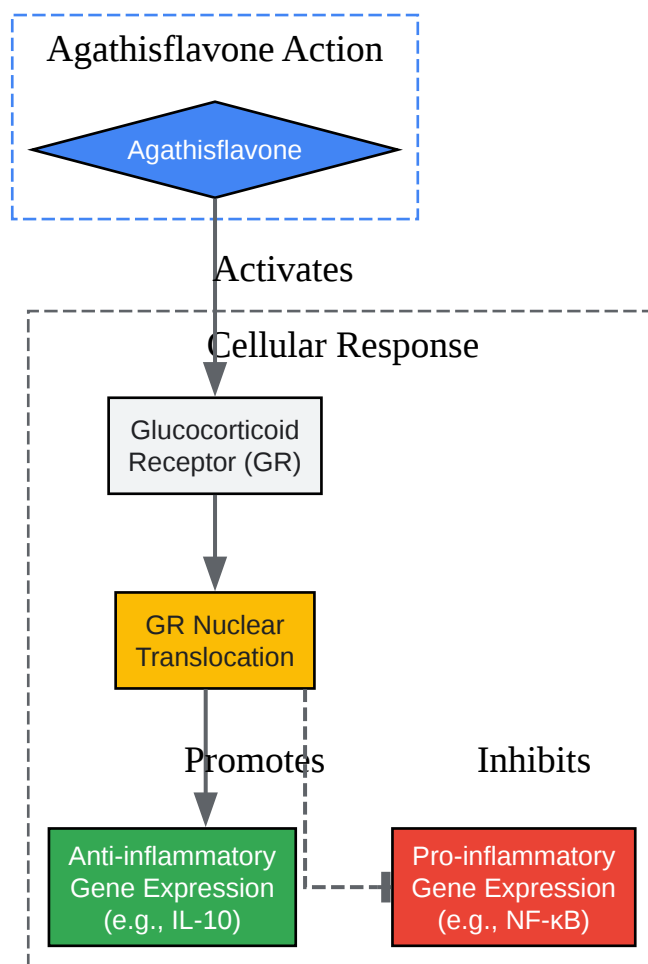 Agathisflavone Action
Agathisflavone
Activates
Cellular Response
Glucocorticoid
Receptor (GR)
GR Nuclear
Translocation
Promotes
Inhibits
Anti-inflammatory
Gene Expression
(e.g., IL-10)
Pro-inflammatory
Gene Expression
(e.g., NF-κB)